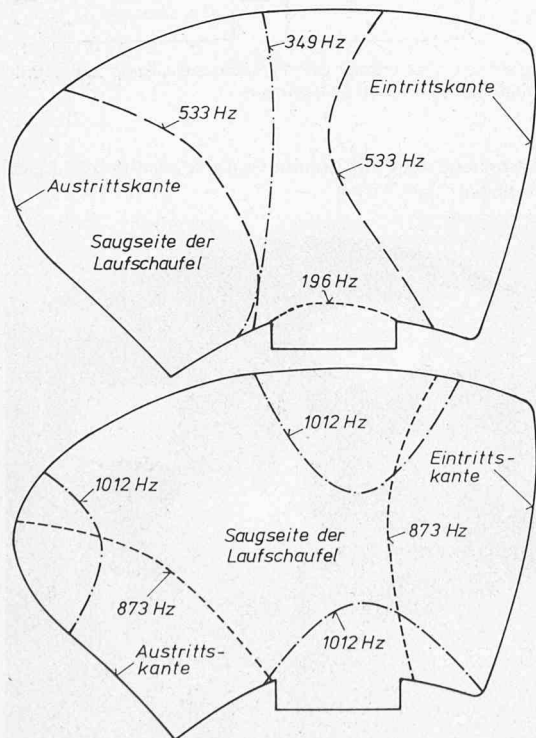 349 Hz
Eintrittskante
533 Hz
533 Hz
Austrittskante
Saugseite der
Laufschaufel
196 Hz
1012 Hz
Eintritts-
kante
1012 Hz
Saugseite der
Laufschaufel
873 Hz
873 Hz
1012 Hz
Austritts-
kante